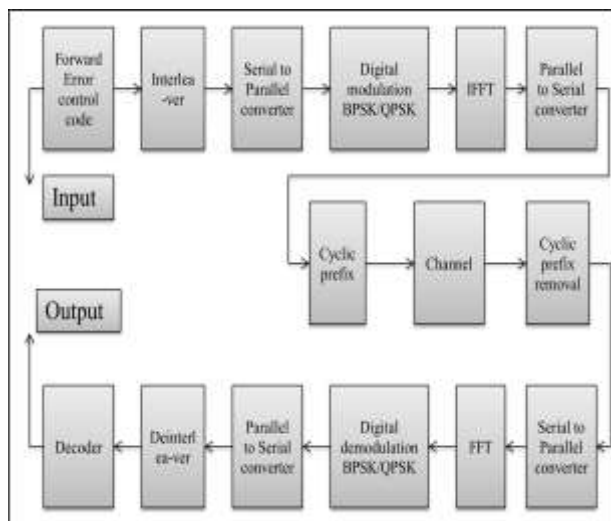 Forward
Error
control
code
Interlea
-ver
Serial to
Parallel
converter
Digital
modulation
BPSK/QPSK
IFFT
Parallel
to Serial
converter
Input
Cyclic
prefix
Channel
Cyclic
prefix
removal
Output
Decoder
Deinterl
ea-ver
Parallel
to Serial
converter
Digital
demodulation
BPSK/QPSK
FFT
Serial to
Parallel
converter